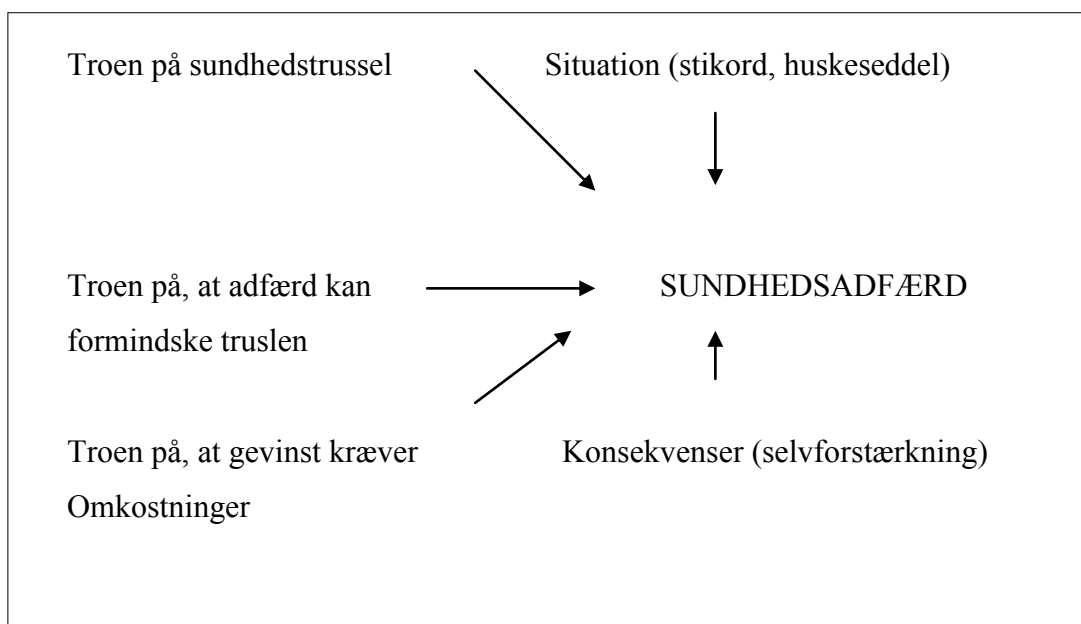 Troen på sundhedstrussel
Situation (stikord, huskeseddel)
Troen på, at adfærd kan
formindske truslen
SUNDHEDSADFÆRD
Troen på, at gevinst kræver
Omkostninger
Konsekvenser (selvforstærkning)